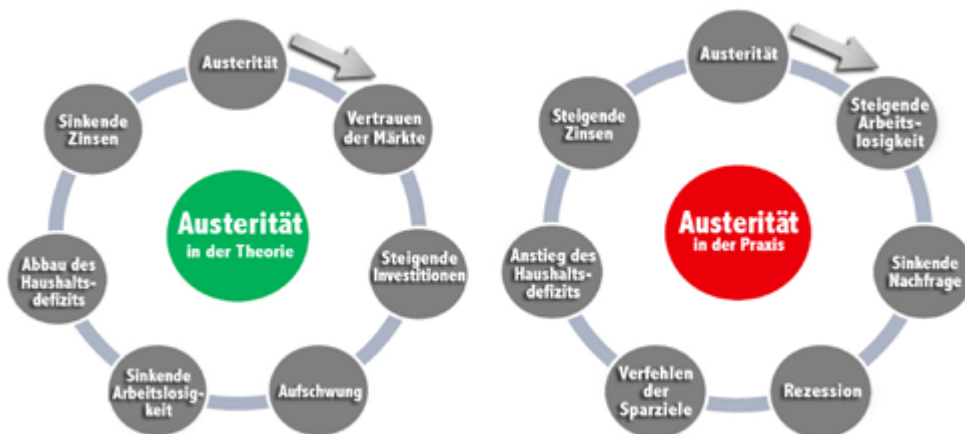 Austerität
Vertrauen
der Märkte
Steigende
Investitionen
Aufschwung
Sinkende
Arbeitslosig-
keit
Abbau des
Haushalts-
defizits
Sinkende
Zinsen
Austerität
in der Theorie
Austerität
Steigende
Arbeits-
losigkeit
Sinkende
Nachfrage
Rezession
Verfehlen
der
Sparziele
Anstieg des
Haushalts-
defizits
Steigende
Zinsen
Austerität
in der Praxis